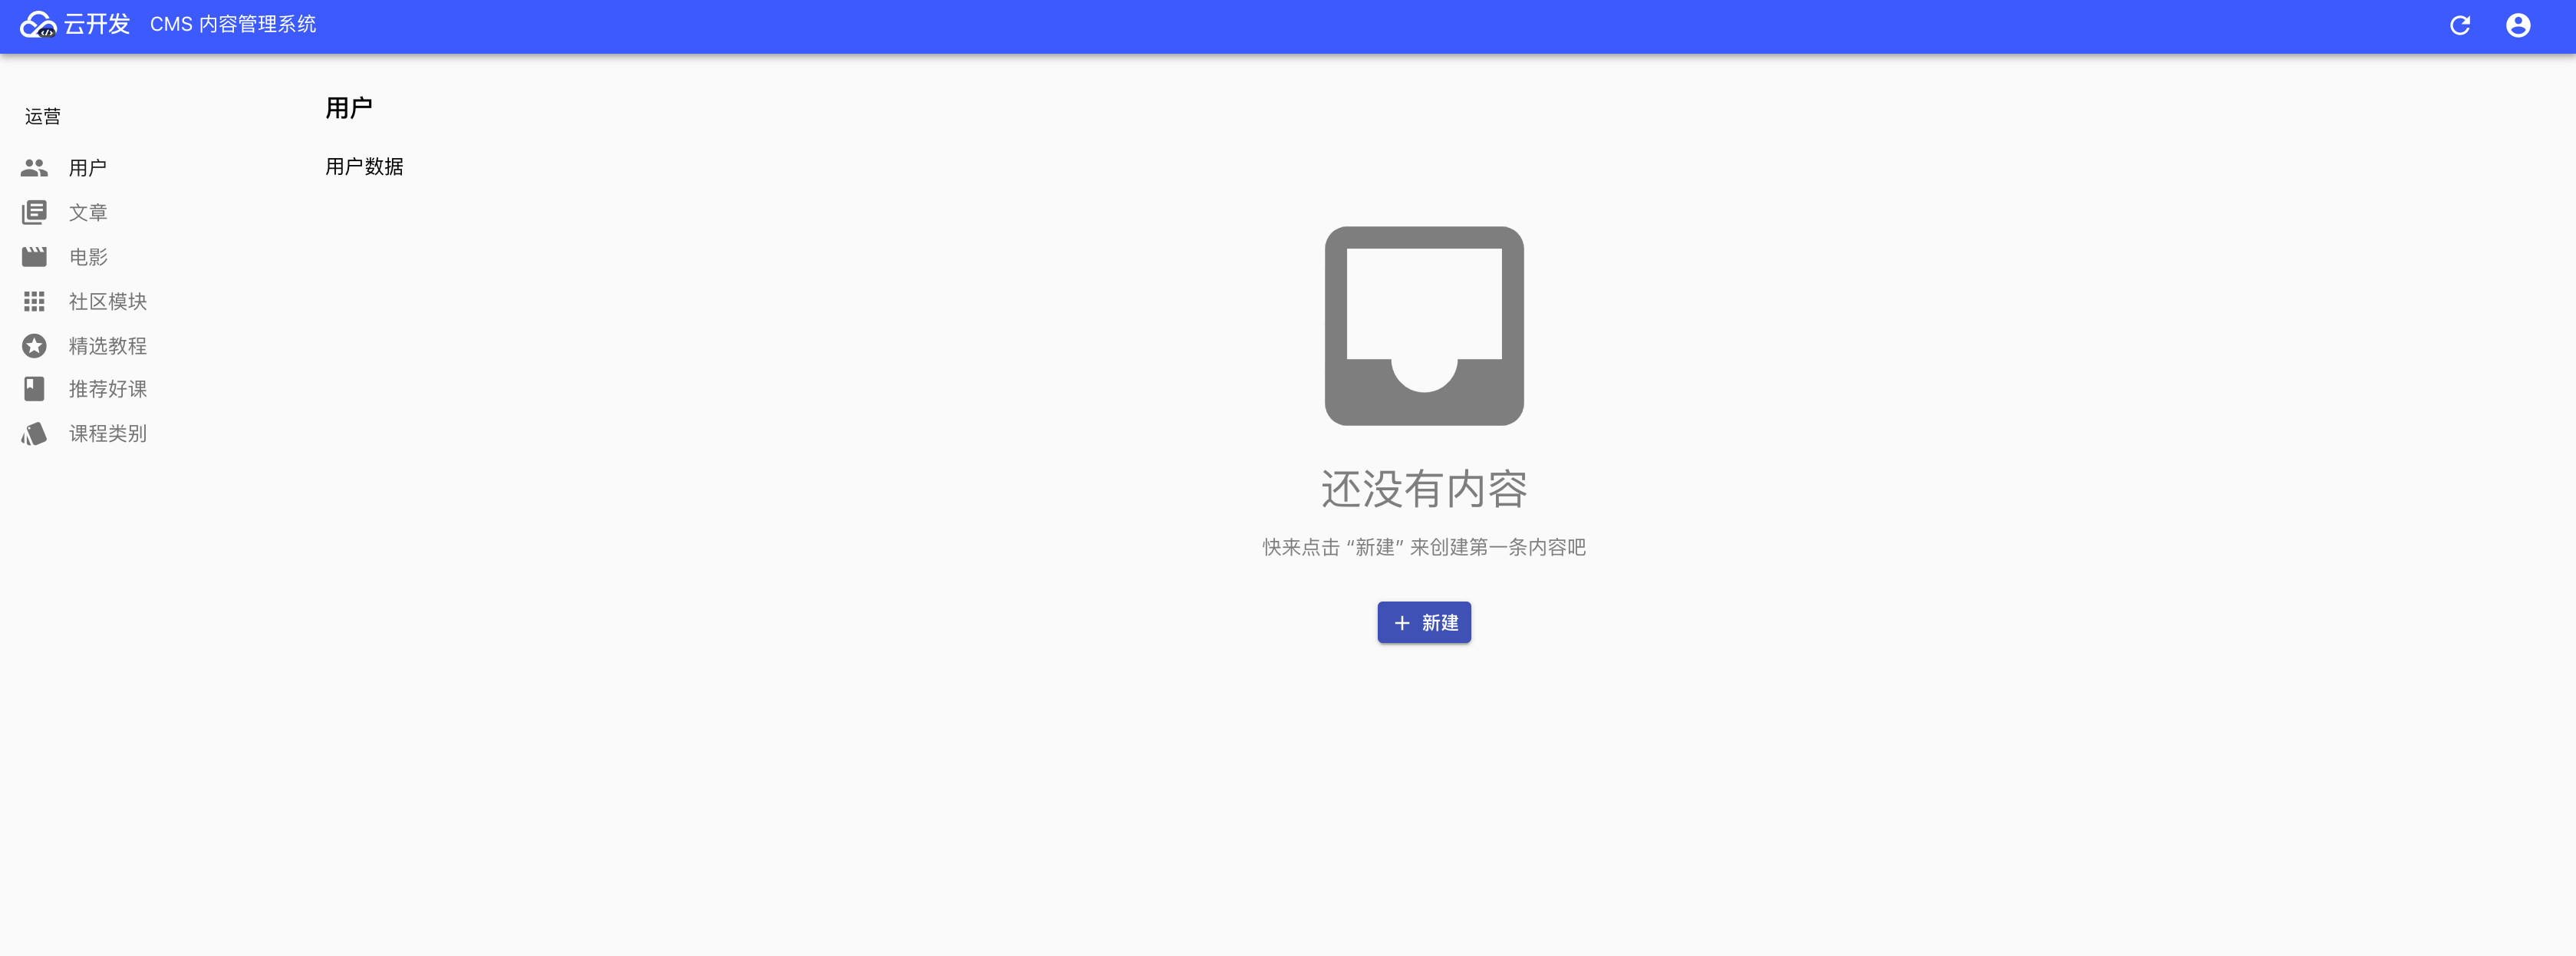 云开发 CMS 内容管理系统
运营
用户
文章
电影
社区模块
精选教程
推荐好课
课程类别
用户
用户数据
还没有内容
快来点击 “新建” 来创建第一条内容吧
新建